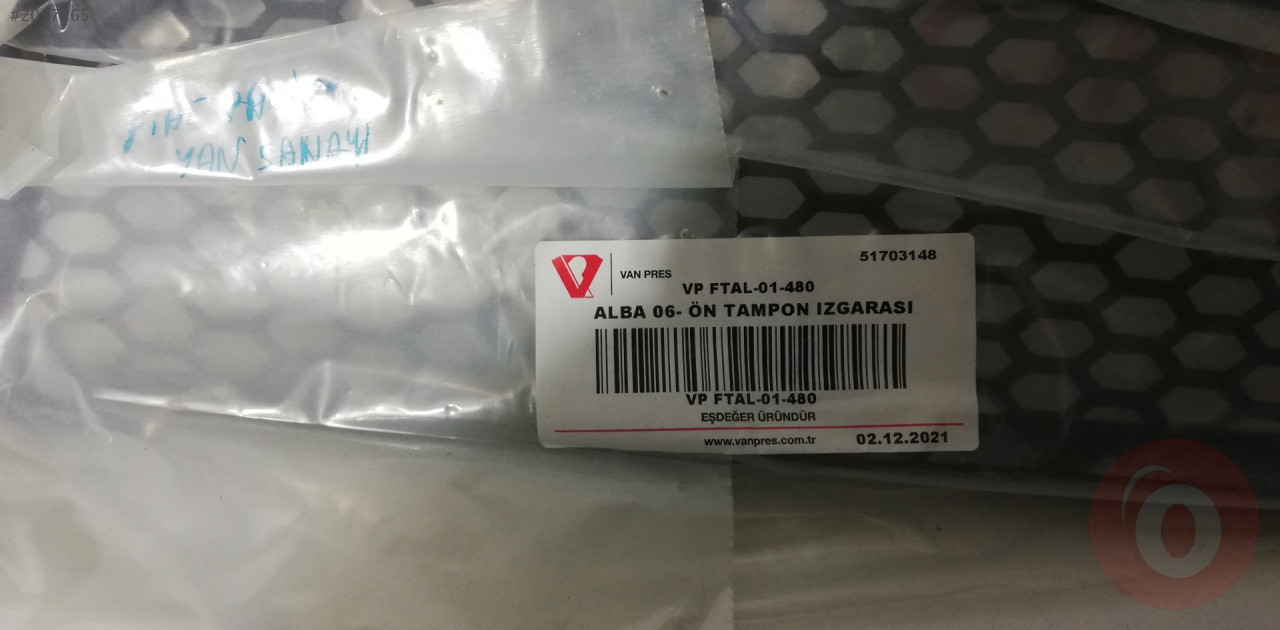 YAN SANAYİ
51703148
VAN PRES
VP FTAL-01-480
ALBA 06- ÖN TAMPON IZGARASI
VP FTAL-01-480
EŞDEĞER ÜRÜNDÜR
www.vanpres.com.tr
02.12.2021